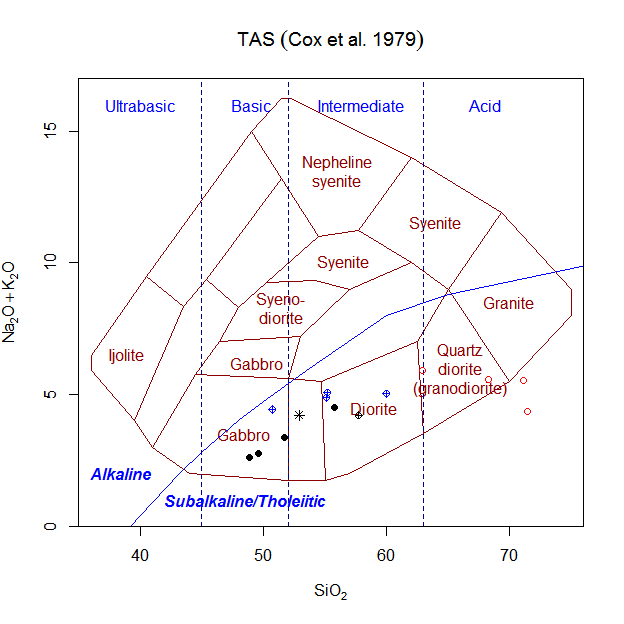 TAS (Cox et al. 1979)
Ultrabasic Basic Intermediate Acid
Nepheline
syenite
Syenite
Syenite
Granite
Syeno-
diorite
Ijolite
Gabbro
Quartz
diorite
(granodiorite)
Diorite
Gabbro
Alkaline
Subalkaline/Tholeiitic
Na₂O + K₂O
0
5
10
15
40 50 60 70
SiO₂